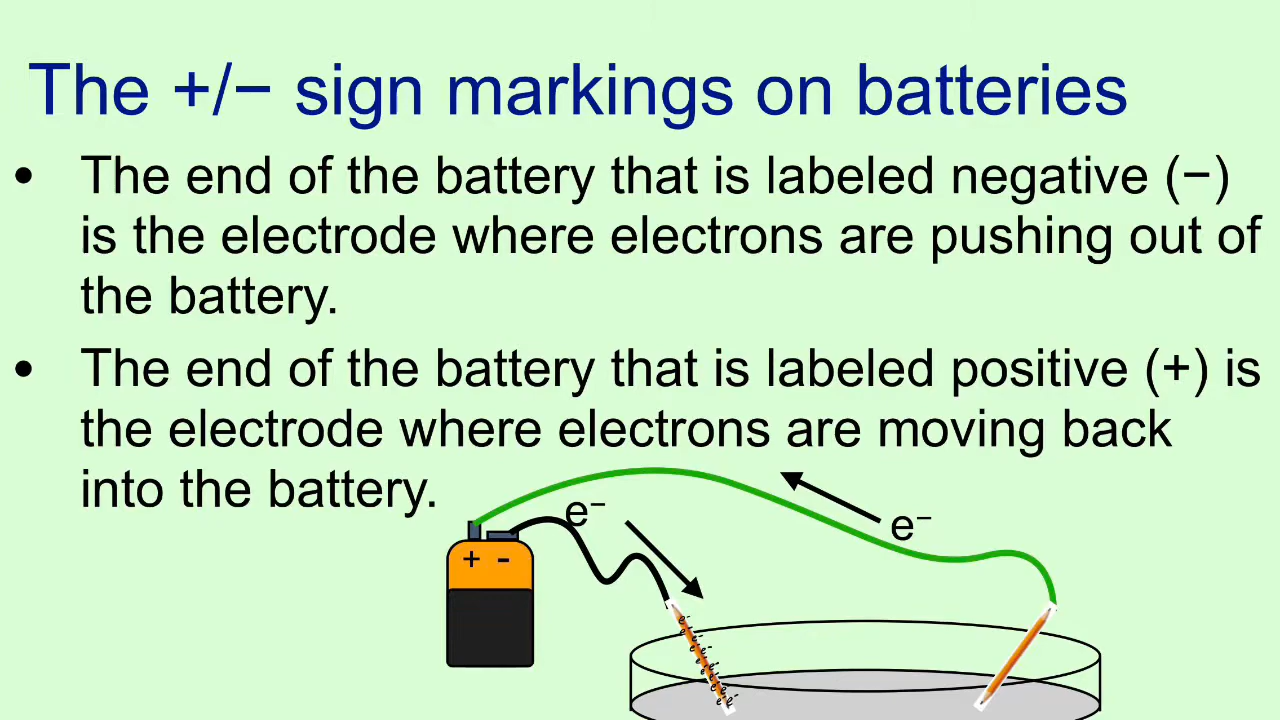 The +/− sign markings on batteries
• The end of the battery that is labeled negative (−)
is the electrode where electrons are pushing out of
the battery.
• The end of the battery that is labeled positive (+) is
the electrode where electrons are moving back
into the battery.
e⁻
e⁻
+ -
e⁻ e⁻ e⁻ e⁻ e⁻ e⁻ e⁻